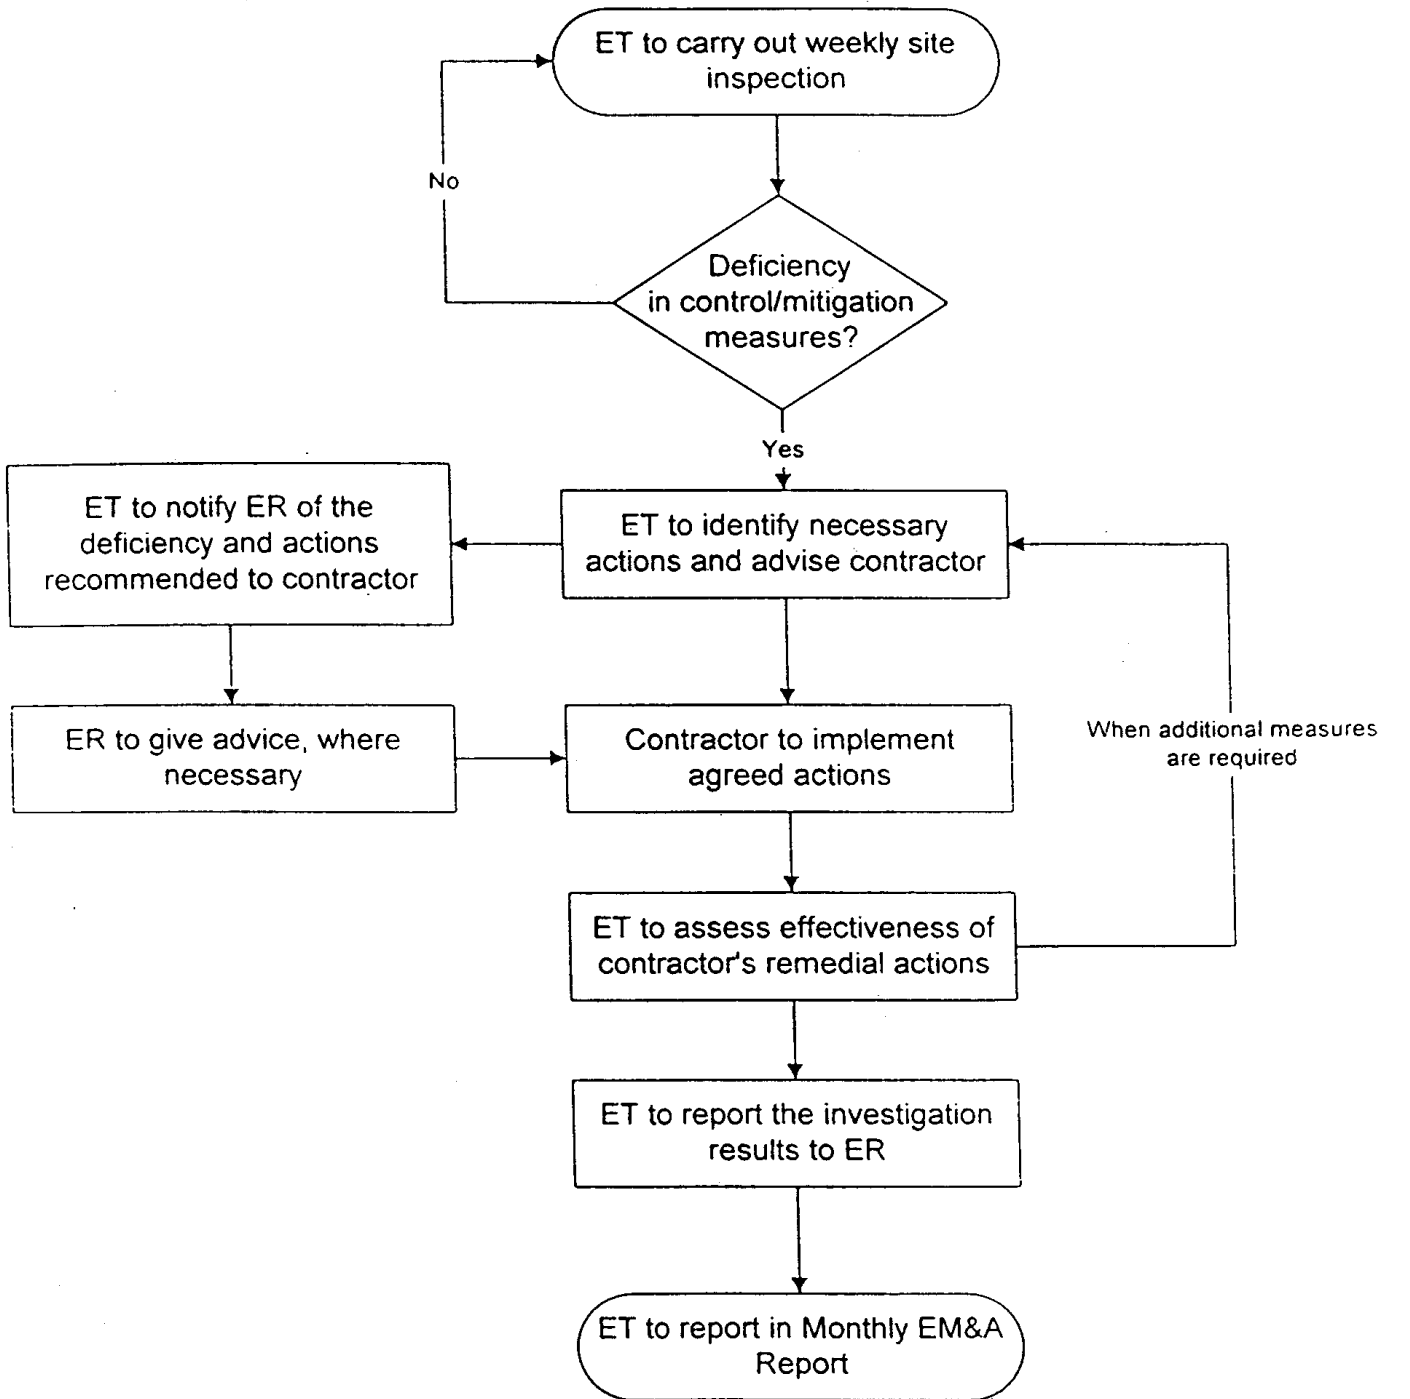 ET to carry out weekly site
inspection
No
Deficiency
in control/mitigation
measures?
Yes
ET to notify ER of the
deficiency and actions
recommended to contractor
ET to identify necessary
actions and advise contractor
ER to give advice, where
necessary
Contractor to implement
agreed actions
When additional measures
are required
ET to assess effectiveness of
contractor's remedial actions
ET to report the investigation
results to ER
ET to report in Monthly EM&A
Report